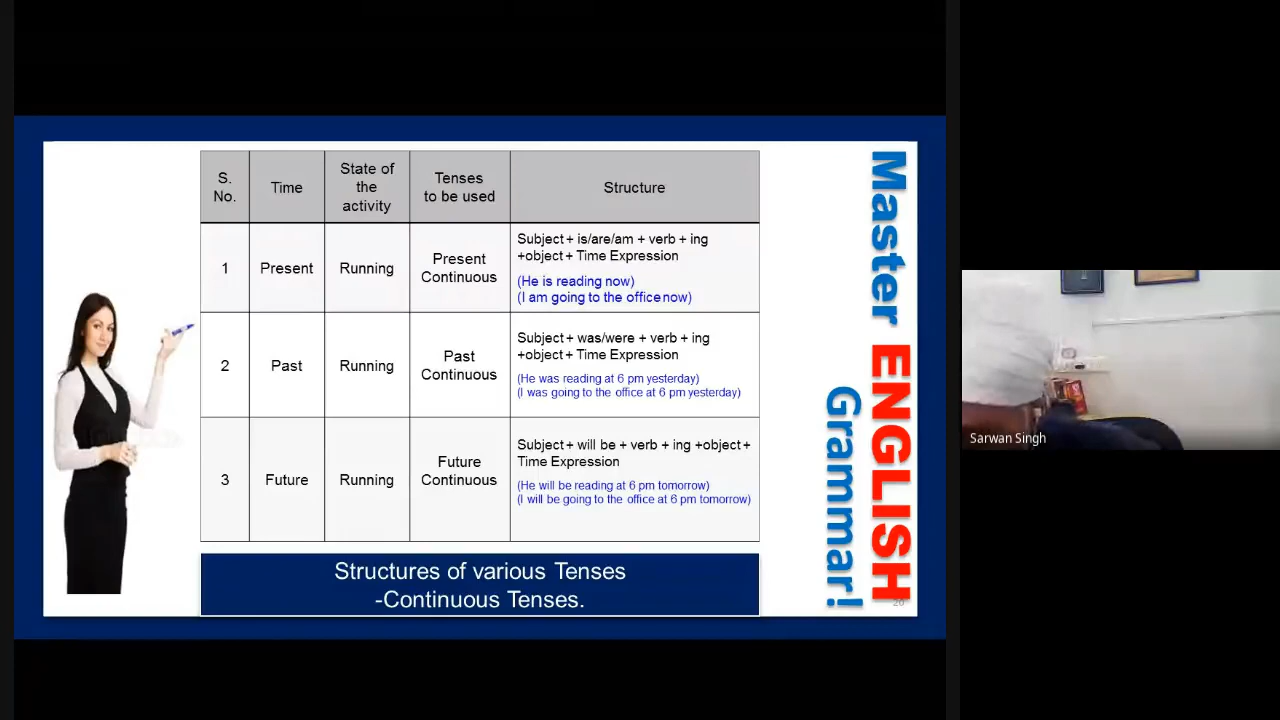 S.
No.
Time
State of
the
activity
Tenses
to be used
Structure
1
Present
Running
Present
Continuous
Subject + is/are/am + verb + ing
+object + Time Expression
(He is reading now)
(I am going to the office now)
2
Past
Running
Past
Continuous
Subject + was/were + verb + ing
+object + Time Expression
(He was reading at 6 pm yesterday)
(I was going to the office at 6 pm yesterday)
3
Future
Running
Future
Continuous
Subject + will be + verb + ing +object +
Time Expression
(He will be reading at 6 pm tomorrow)
(I will be going to the office at 6 pm tomorrow)
Structures of various Tenses
-Continuous Tenses.
Master ENGLISH
Grammar!
20
Sarwan Singh